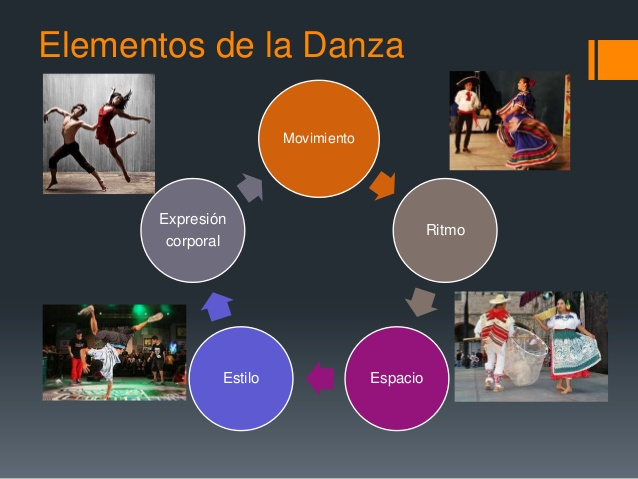 Elementos de la Danza
Movimiento
Ritmo
Espacio
Estilo
Expresión
corporal